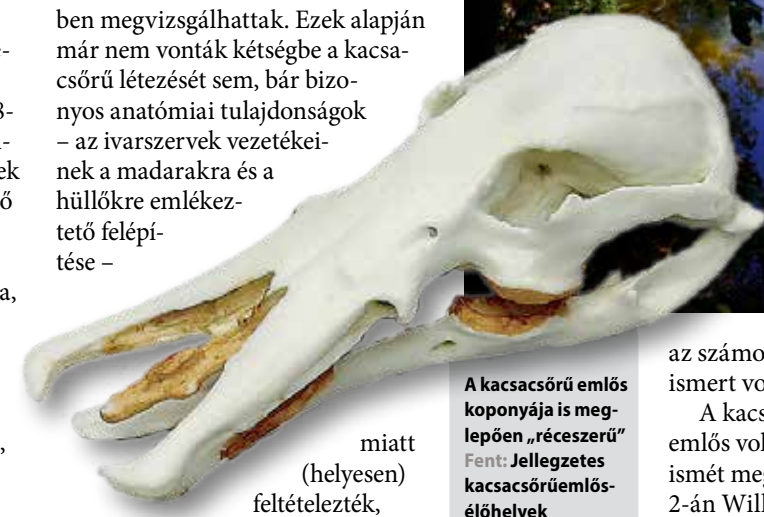 e-
8-
i-
ek
ő
a,
,
ben megvizsgálhattak. Ezek alapján
már nem vonták kétségbe a kacsa-
csőrű létezését sem, bár bizo-
nyos anatómiai tulajdonságok
– az ivarszervek vezetékei-
nek a madarakra és a
hüllőkre emlékez-
tető felépí-
tése –
miatt
(helyesen)
feltételezték,
A kacsacsőrű emlős
koponyája is meg-
lepően „réceszerű”
Fent: Jellegzetes
kacsacsőrűemlős-
élőhelyek
az számo
ismert vo
A kacs
emlős vol
ismét meg
2-án Will